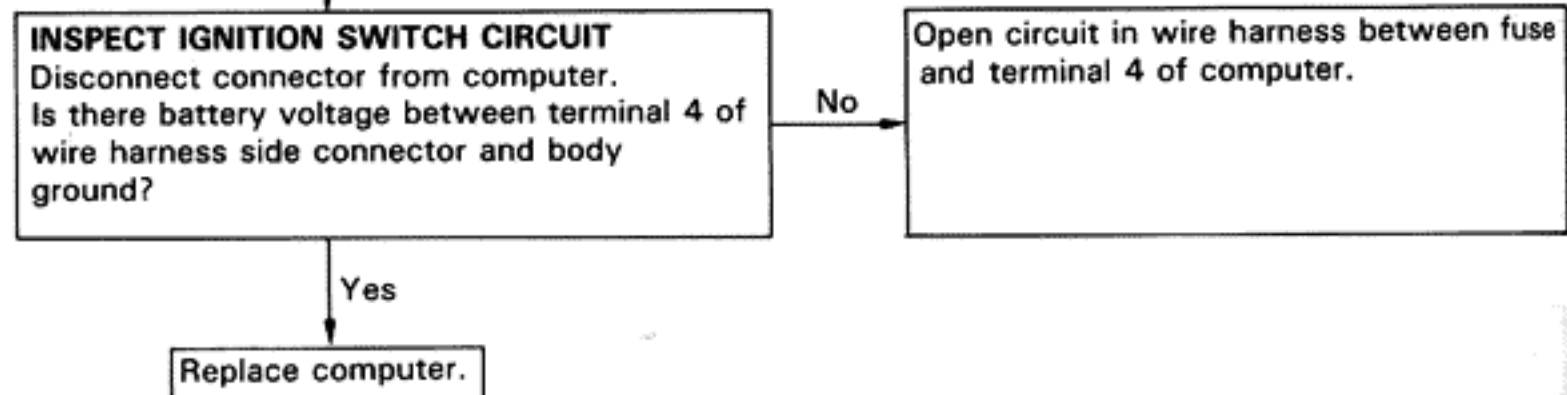 INSPECT IGNITION SWITCH CIRCUIT
Disconnect connector from computer.
Is there battery voltage between terminal 4 of
wire harness side connector and body
ground?
No
Open circuit in wire harness between fuse
and terminal 4 of computer.
Yes
Replace computer.